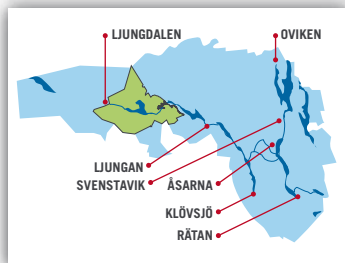 LJUNGDALEN
OVIKEN
LJUNGAN
SVENSTAVIK
ÅSARNA
KLÖVSJÖ
RÄTAN